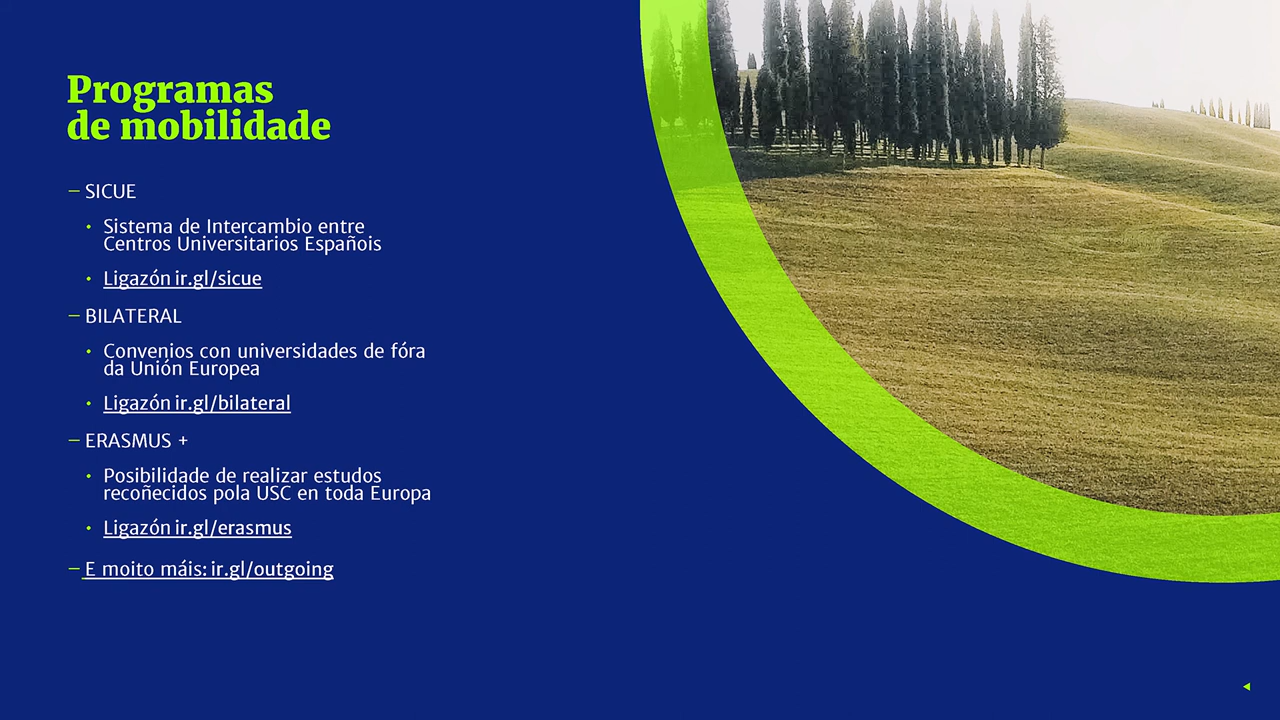 Programas
de mobilidade
– SICUE
• Sistema de Intercambio entre
Centros Universitarios Españois
• Ligazón ir.gl/sicue
– BILATERAL
• Convenios con universidades de fóra
da Unión Europea
• Ligazón ir.gl/bilateral
– ERASMUS +
• Posibilidade de realizar estudos
recoñecidos pola USC en toda Europa
• Ligazón ir.gl/erasmus
– E moito máis: ir.gl/outgoing